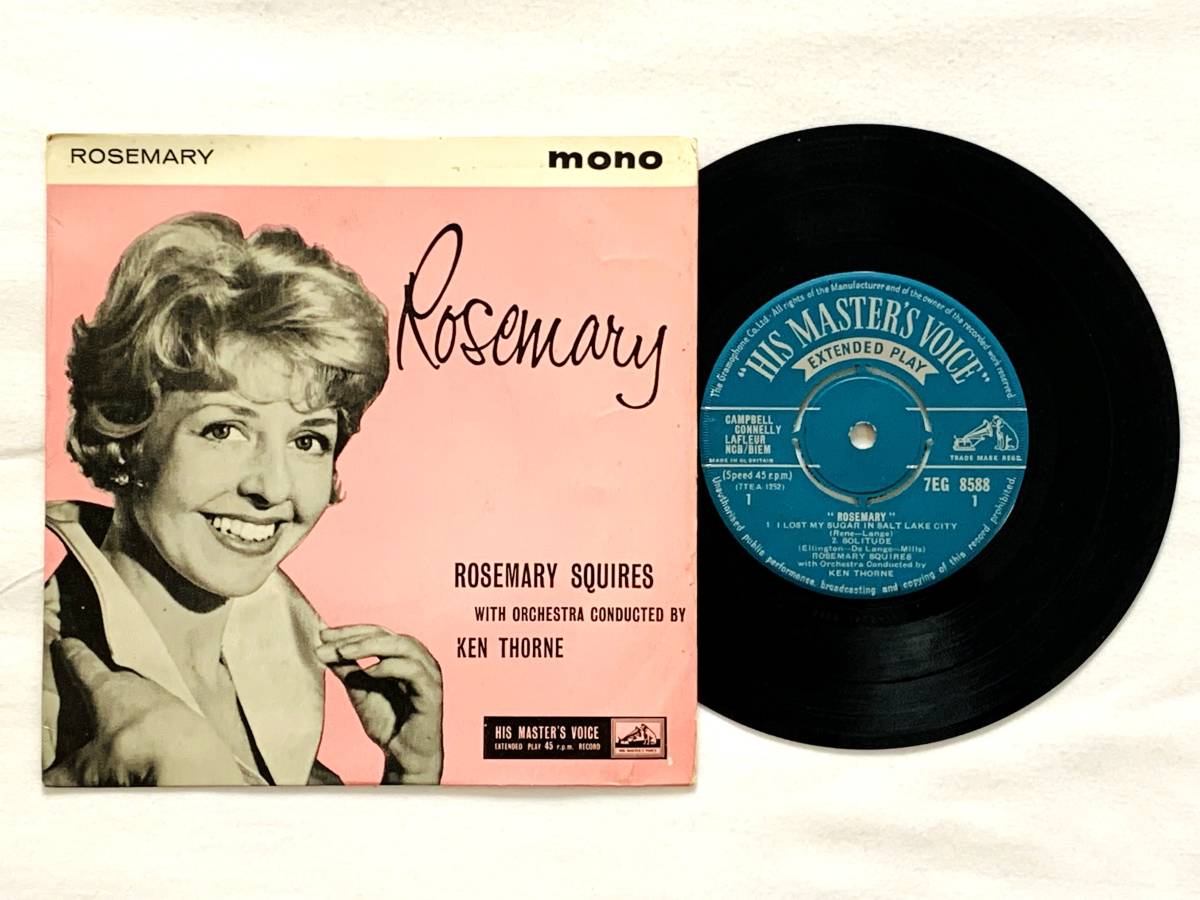 ROSEMARY
mono
Rosemary
ROSEMARY SQUIRES
WITH ORCHESTRA CONDUCTED BY
KEN THORNE
HIS MASTER'S VOICE
EXTENDED PLAY 45 r.p.m. RECORD
HIS MASTER'S VOICE
The Gramophone Co. Ltd. All rights of the Manufacturer and of the owner of the recorded work reserved.
"HIS MASTER'S VOICE"
EXTENDED PLAY
CAMPBELL
CONNELLY
LAFLEUR
NCB/BIEM
MADE IN GT. BRITAIN
TRADE MARK REGD.
(Speed 45 r.p.m.)
(7TEA 1252)
1
7EG 8588
1
"ROSEMARY"
1. I LOST MY SUGAR IN SALT LAKE CITY
(Rene—Lange)
2. SOLITUDE
(Ellington—De Lange—Mills)
ROSEMARY SQUIRES
with Orchestra Conducted by
KEN THORNE
Unauthorised public performance, broadcasting and copying of this record prohibited.